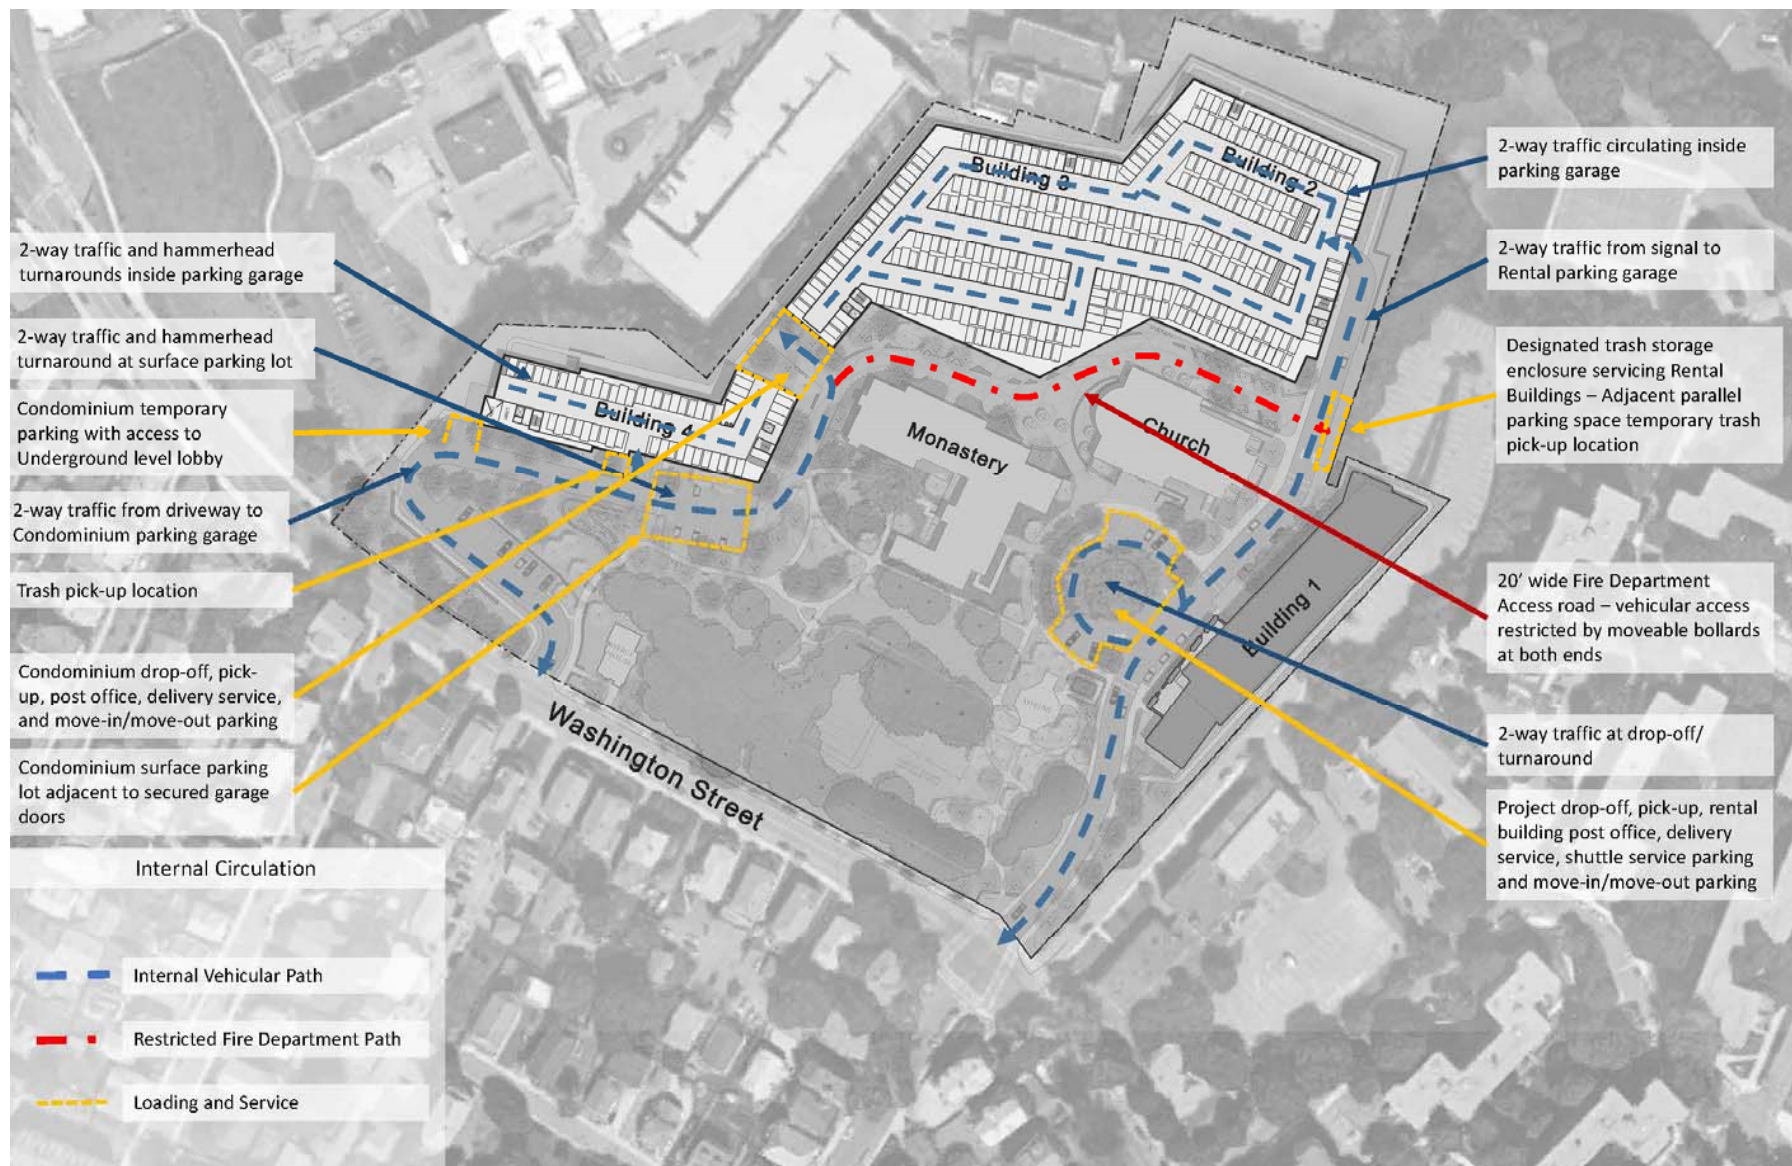 2-way traffic and hammerhead
turnarounds inside parking garage
2-way traffic and hammerhead
turnaround at surface parking lot
Condominium temporary
parking with access to
Underground level lobby
2-way traffic from driveway to
Condominium parking garage
Trash pick-up location
Condominium drop-off, pick-
up, post office, delivery service,
and move-in/move-out parking
Condominium surface parking
lot adjacent to secured garage
doors
Building 3
Building 2
Building 4
Monastery
Church
Building 1
Washington Street
2-way traffic circulating inside
parking garage
2-way traffic from signal to
Rental parking garage
Designated trash storage
enclosure servicing Rental
Buildings – Adjacent parallel
parking space temporary trash
pick-up location
20’ wide Fire Department
Access road – vehicular access
restricted by moveable bollards
at both ends
2-way traffic at drop-off/
turnaround
Project drop-off, pick-up, rental
building post office, delivery
service, shuttle service parking
and move-in/move-out parking
Internal Circulation
Internal Vehicular Path
Restricted Fire Department Path
Loading and Service